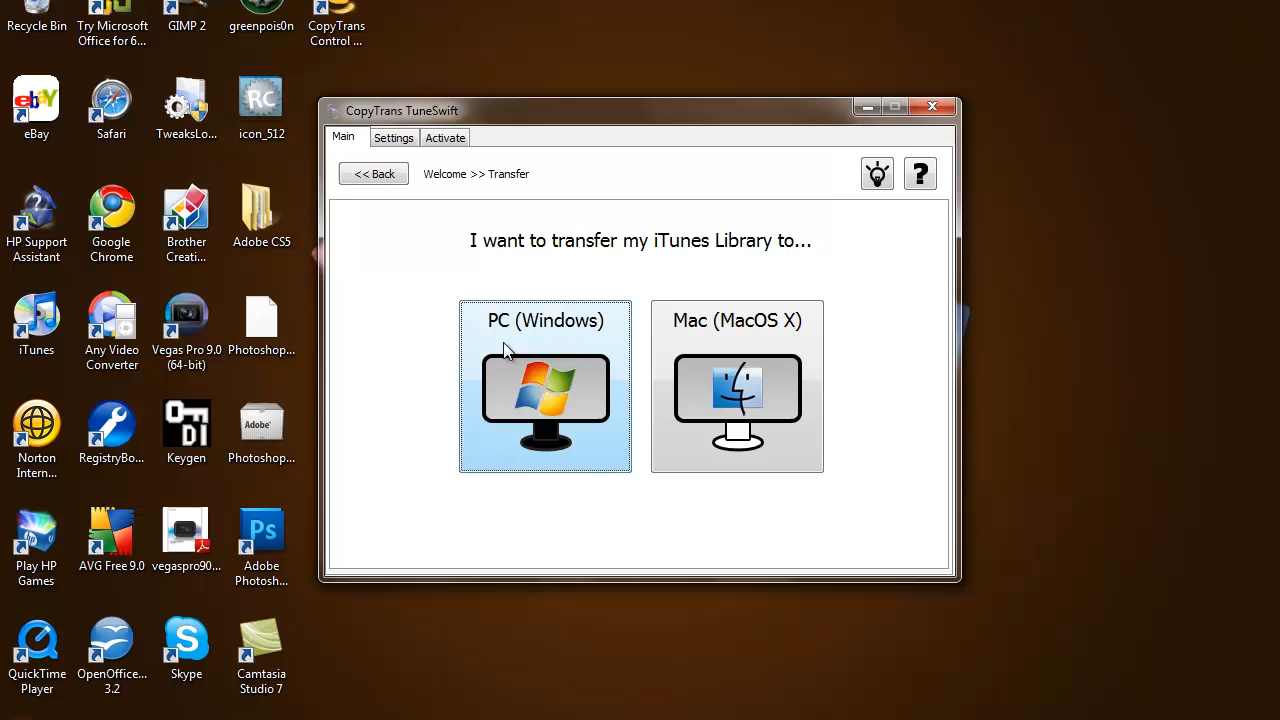 Recycle Bin
Try Microsoft
Office for 6...
GIMP 2
greenpois0n
CopyTrans
Control ...
eBay
eBay
Safari
TweaksLo...
RC
icon_512
HP Support
Assistant
Google
Chrome
Brother
Creati...
Adobe CS5
iTunes
Any Video
Converter
Vegas Pro 9.0
(64-bit)
Photoshop...
Norton
Intern...
RegistryBo...
Keygen
Adobe
Photoshop...
Play HP
Games
AVG Free 9.0
vegaspro90...
Ps
Adobe
Photosh...
QuickTime
Player
OpenOffice...
3.2
S
Skype
Camtasia
Studio 7
CopyTrans TuneSwift
Main
Settings
Activate
<< Back
Welcome >> Transfer
?
I want to transfer my iTunes Library to...
PC (Windows)
Mac (MacOS X)